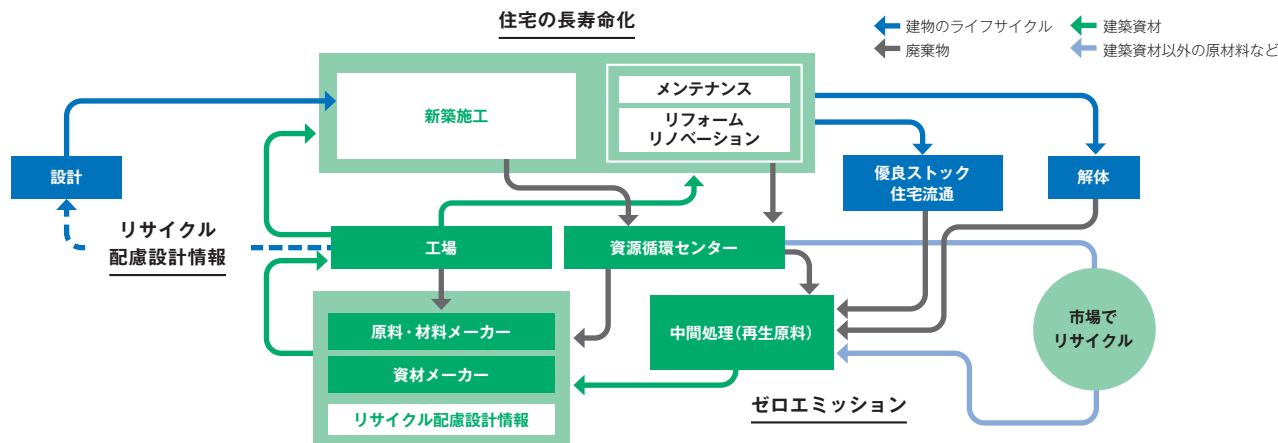 住宅の長寿命化
建物のライフサイクル
建築資材
廃棄物
建築資材以外の原材料など
新築施工
メンテナンス
リフォーム
リノベーション
設計
優良ストック
住宅流通
解体
リサイクル
配慮設計情報
工場
資源循環センター
原料・材料メーカー
資材メーカー
リサイクル配慮設計情報
中間処理（再生原料）
市場で
リサイクル
ゼロエミッション